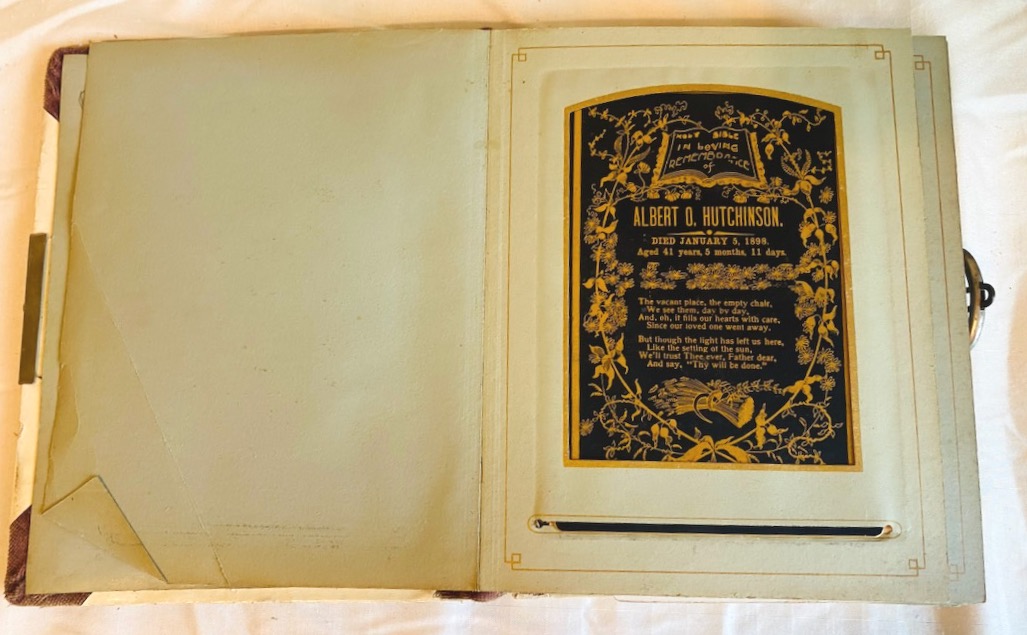 HOLY BIBLE
IN LOVING
REMEMBRANCE
of
ALBERT O. HUTCHINSON.
DIED JANUARY 5, 1898.
Aged 41 years, 5 months, 11 days.
The vacant place, the empty chair,
We see them, day by day,
And, oh, it fills our hearts with care,
Since our loved one went away.
But though the light has left us here,
Like the setting of the sun,
We'll trust Thee ever, Father dear,
And say, "Thy will be done."